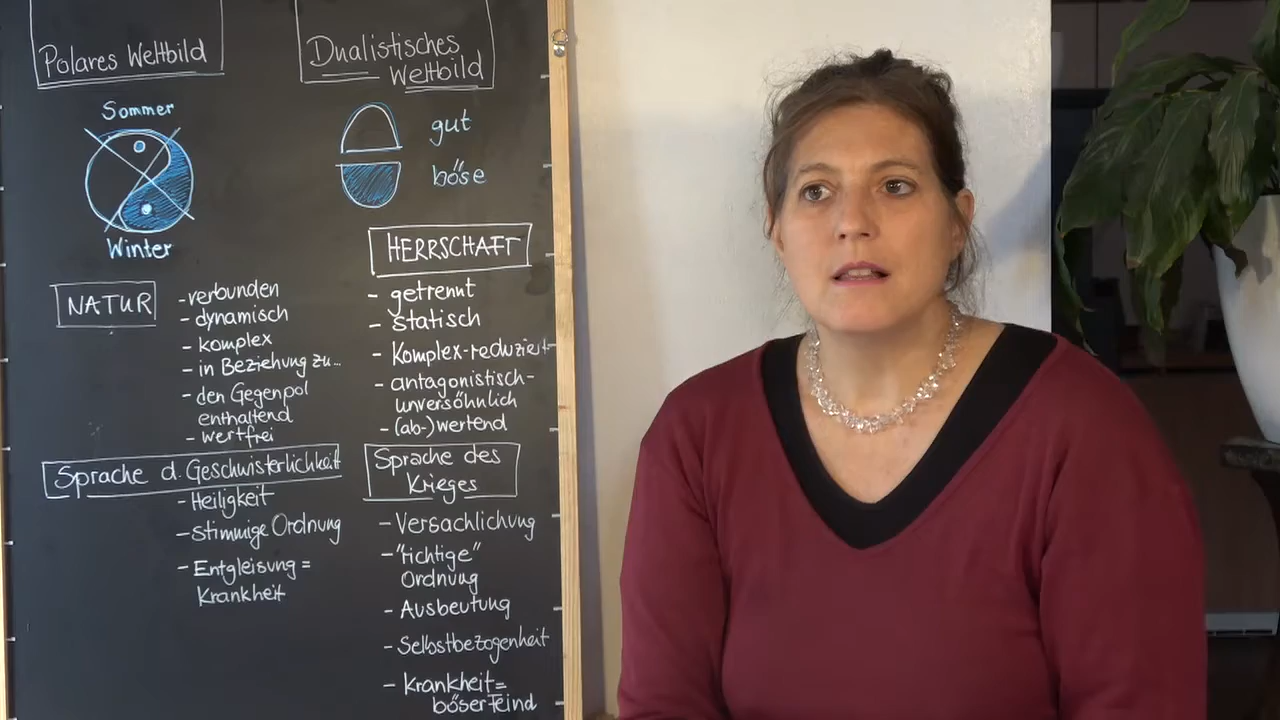 Polares Weltbild
Sommer
Winter
NATUR
-verbunden
-dynamisch
- komplex
- in Beziehung zu...
- den Gegenpol
enthaltend
- wertfrei
Sprache d. Geschwisterlichkeit
- Heiligkeit
- stimmige Ordnung
- Entgleisung =
Krankheit
Dualistisches
Weltbild
gut
böse
HERRSCHAFT
- getrennt
- statisch
- Komplex-reduziert
- antagonistisch-
unversöhnlich
- (ab-)wertend
Sprache des
Krieges
- Versachlichung
- "richtige"
Ordnung
- Ausbeutung
- Selbstbezogenheit
- Krankheit=
böser Feind